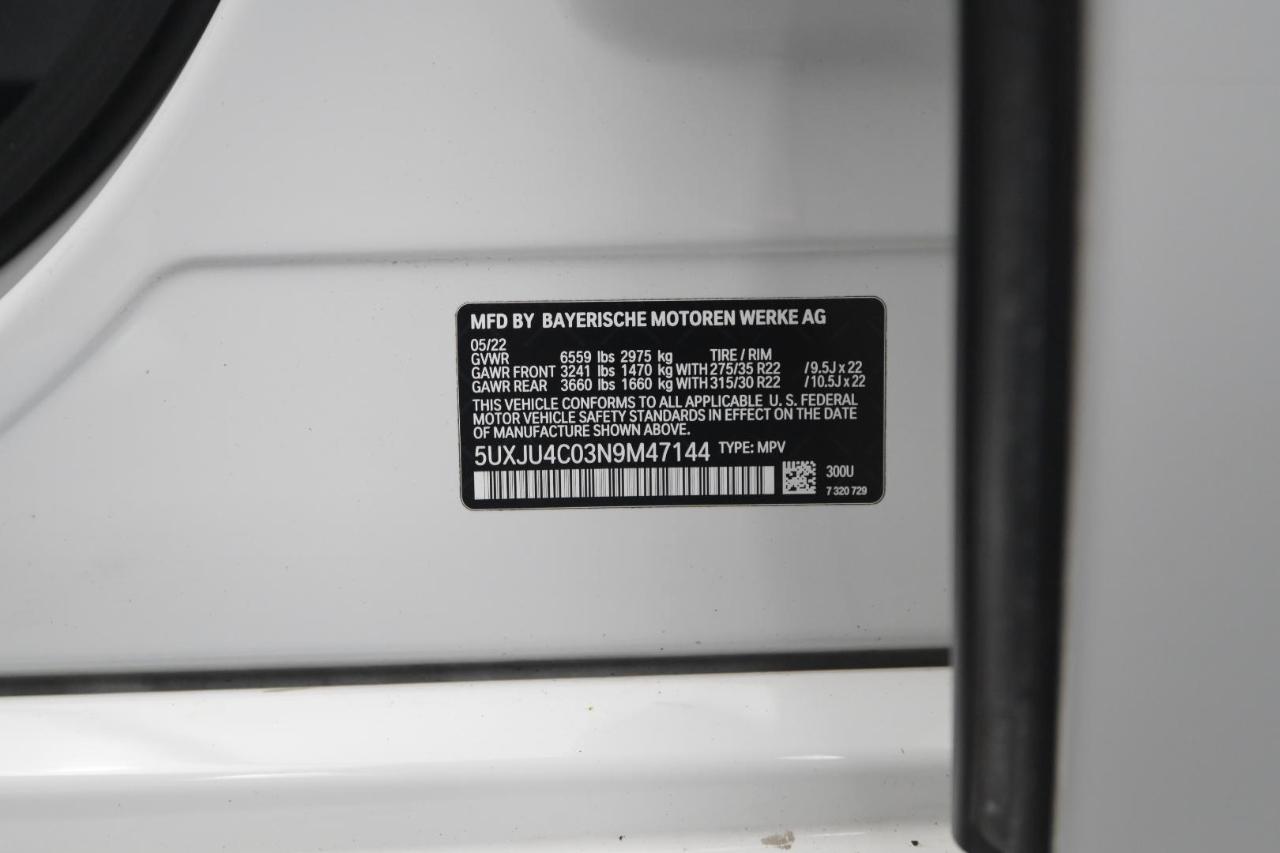 MFD BY BAYERISCHE MOTOREN WERKE AG
05/22
GVWR 6559 lbs 2975 kg TIRE / RIM
GAWR FRONT 3241 lbs 1470 kg WITH 275/35 R22 / 9.5J x 22
GAWR REAR 3660 lbs 1660 kg WITH 315/30 R22 / 10.5J x 22
THIS VEHICLE CONFORMS TO ALL APPLICABLE U. S. FEDERAL
MOTOR VEHICLE SAFETY STANDARDS IN EFFECT ON THE DATE
OF MANUFACTURE SHOWN ABOVE.
5UXJU4C03N9M47144 TYPE: MPV
300U
7 320 729